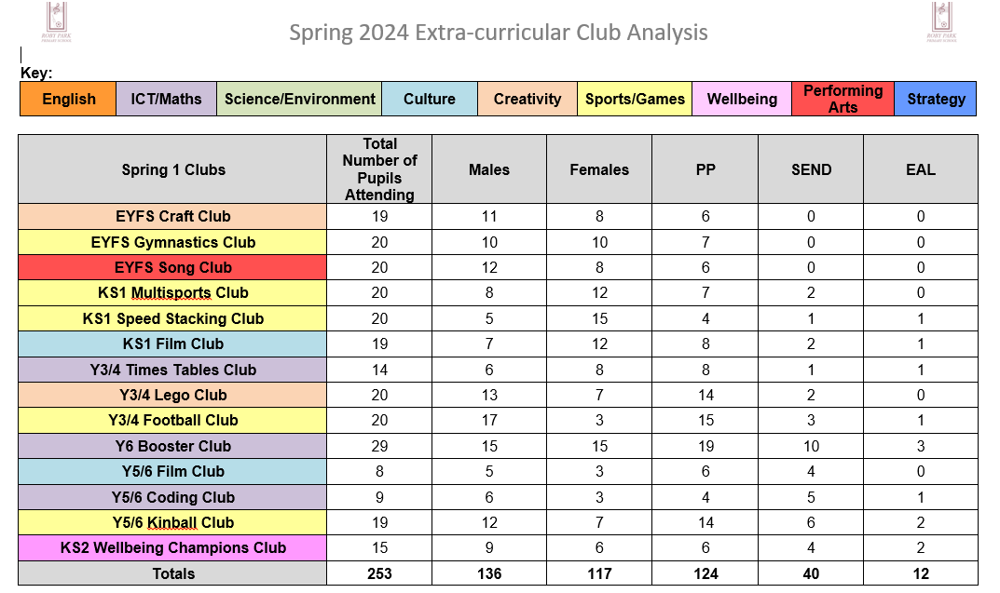 ROBY PARK
PRIMARY SCHOOL
Spring 2024 Extra-curricular Club Analysis
ROBY PARK
PRIMARY SCHOOL
Key:
English ICT/Maths Science/Environment Culture Creativity Sports/Games Wellbeing Performing Arts Strategy
Spring 1 Clubs Total Number of Pupils Attending Males Females PP SEND EAL
EYFS Craft Club 19 11 8 6 0 0
EYFS Gymnastics Club 20 10 10 7 0 0
EYFS Song Club 20 12 8 6 0 0
KS1 Multisports Club 20 8 12 7 2 0
KS1 Speed Stacking Club 20 5 15 4 1 1
KS1 Film Club 19 7 12 8 2 1
Y3/4 Times Tables Club 14 6 8 8 1 1
Y3/4 Lego Club 20 13 7 14 2 0
Y3/4 Football Club 20 17 3 15 3 1
Y6 Booster Club 29 15 15 19 10 3
Y5/6 Film Club 8 5 3 6 4 0
Y5/6 Coding Club 9 6 3 4 5 1
Y5/6 Kinball Club 19 12 7 14 6 2
KS2 Wellbeing Champions Club 15 9 6 6 4 2
Totals 253 136 117 124 40 12